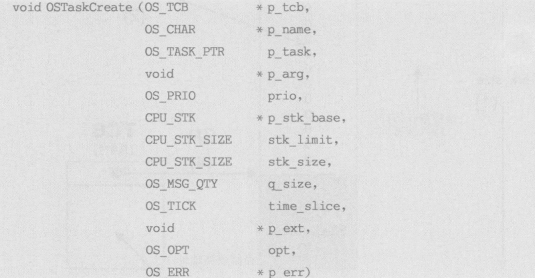 void OSTaskCreate (OS_TCB * p_tcb,
OS_CHAR * p_name,
OS_TASK_PTR p_task,
void * p_arg,
OS_PRIO prio,
CPU_STK * p_stk_base,
CPU_STK_SIZE stk_limit,
CPU_STK_SIZE stk_size,
OS_MSG_QTY q_size,
OS_TICK time_slice,
void * p_ext,
OS_OPT opt,
OS_ERR * p_err)